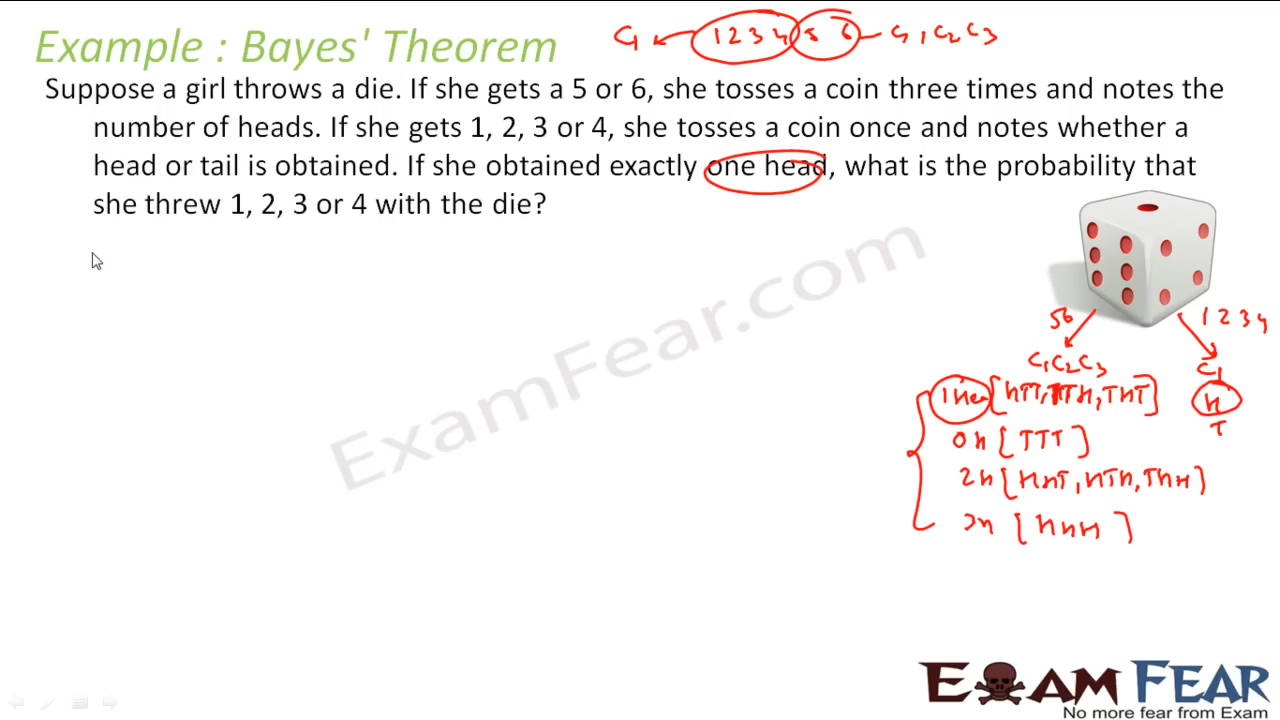 Example : Bayes' Theorem
C1 1 2 3 4 5 6 C1 C2 C3
Suppose a girl throws a die. If she gets a 5 or 6, she tosses a coin three times and notes the
number of heads. If she gets 1, 2, 3 or 4, she tosses a coin once and notes whether a
head or tail is obtained. If she obtained exactly one head, what is the probability that
she threw 1, 2, 3 or 4 with the die?
ExamFear.com
56 1 2 3 4
C1C2C3 C1
1Hea [HTT, TTH, THT] H
T
0H [TTT]
2H [HHT, HTH, THH]
3H [HHH]
EXAM FEAR
No more fear from Exam